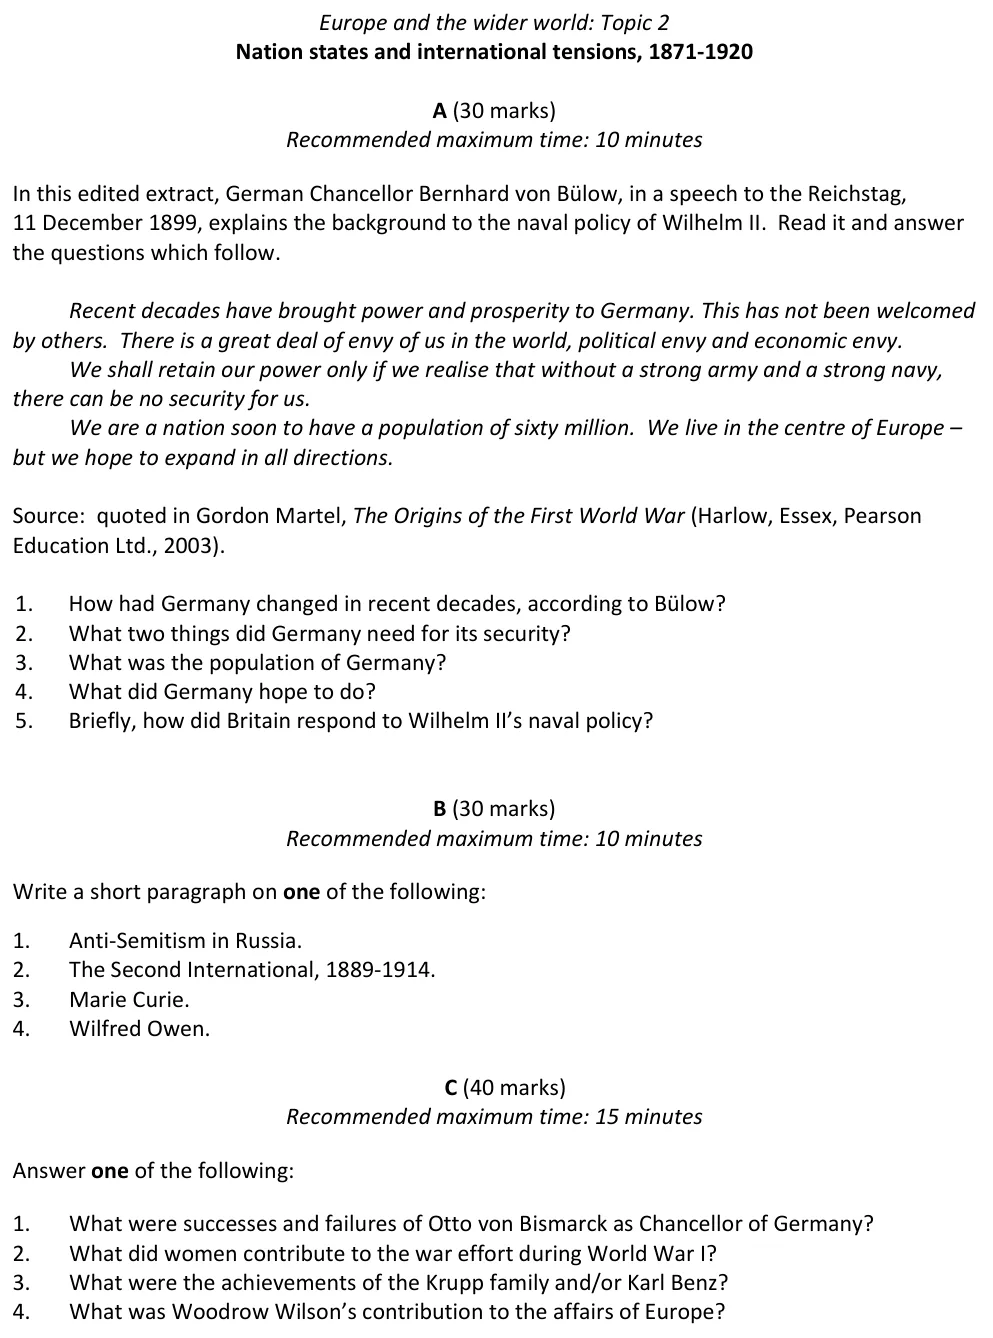 Europe and the wider world: Topic 2
Nation states and international tensions, 1871-1920
A (30 marks)
Recommended maximum time: 10 minutes
In this edited extract, German Chancellor Bernhard von Bülow, in a speech to the Reichstag,
11 December 1899, explains the background to the naval policy of Wilhelm II.  Read it and answer
the questions which follow.
Recent decades have brought power and prosperity to Germany. This has not been welcomed
by others.  There is a great deal of envy of us in the world, political envy and economic envy.
We shall retain our power only if we realise that without a strong army and a strong navy,
there can be no security for us.
We are a nation soon to have a population of sixty million.  We live in the centre of Europe –
but we hope to expand in all directions.
Source:  quoted in Gordon Martel, The Origins of the First World War (Harlow, Essex, Pearson
Education Ltd., 2003).
1. How had Germany changed in recent decades, according to Bülow?
2. What two things did Germany need for its security?
3. What was the population of Germany?
4. What did Germany hope to do?
5. Briefly, how did Britain respond to Wilhelm II’s naval policy?
B (30 marks)
Recommended maximum time: 10 minutes
Write a short paragraph on one of the following:
1. Anti-Semitism in Russia.
2. The Second International, 1889-1914.
3. Marie Curie.
4. Wilfred Owen.
C (40 marks)
Recommended maximum time: 15 minutes
Answer one of the following:
1. What were successes and failures of Otto von Bismarck as Chancellor of Germany?
2. What did women contribute to the war effort during World War I?
3. What were the achievements of the Krupp family and/or Karl Benz?
4. What was Woodrow Wilson’s contribution to the affairs of Europe?